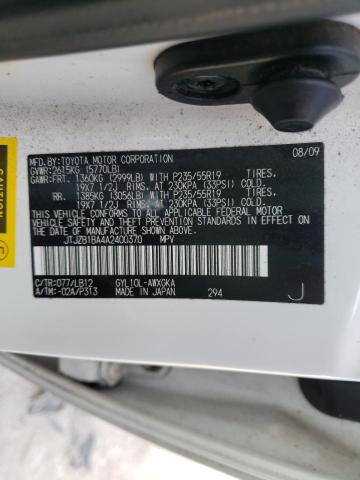 MFD. BY:TOYOTA MOTOR CORPORATION 08/09
GVWR:2615KG (5770LB)
GAWR:FRT. 1360KG (2999LB) WITH P235/55R19 TIRES,
19X7 1/2J RIMS, AT 230KPA (33PSI) COLD.
RR. 1385KG (3056LB) WITH P235/55R19 TIRES,
19X7 1/2J RIMS, AT 230KPA (33PSI) COLD.
THIS VEHICLE CONFORMS TO ALL APPLICABLE FEDERAL MOTOR
VEHICLE SAFETY AND THEFT PREVENTION STANDARDS IN EFFECT ON THE
DATE OF MANUFACTURE SHOWN ABOVE.
JTJZB1BA4A2400370 MPV
C/TR:077/LB12 GYL10L-AWXGKA
A/TM:-02A/P313 MADE IN JAPAN 294 J
CAUTION